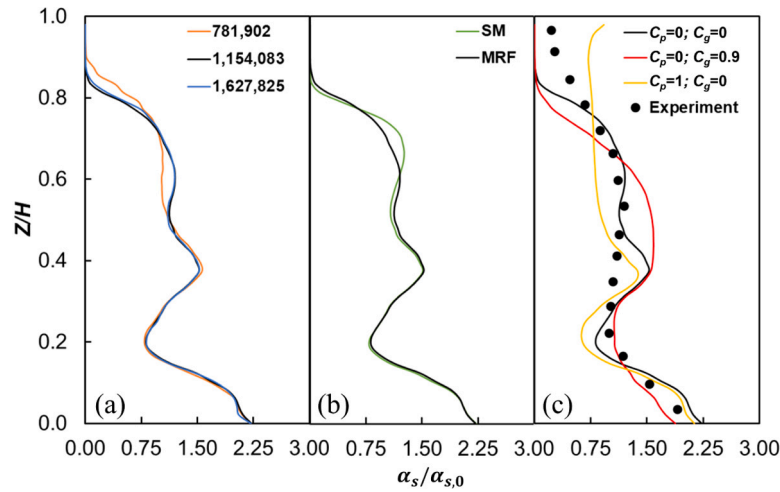 1.0
0.8
0.6
0.4
0.2
0.0
Z/H
781,902
1,154,083
1,627,825
(a)
SM
MRF
(b)
Cp=0; Cg=0
Cp=0; Cg=0.9
Cp=1; Cg=0
Experiment
(c)
0.00 0.75 1.50 2.25 0.00 0.75 1.50 2.25 0.00 0.75 1.50 2.25 3.00
αs/αs,0